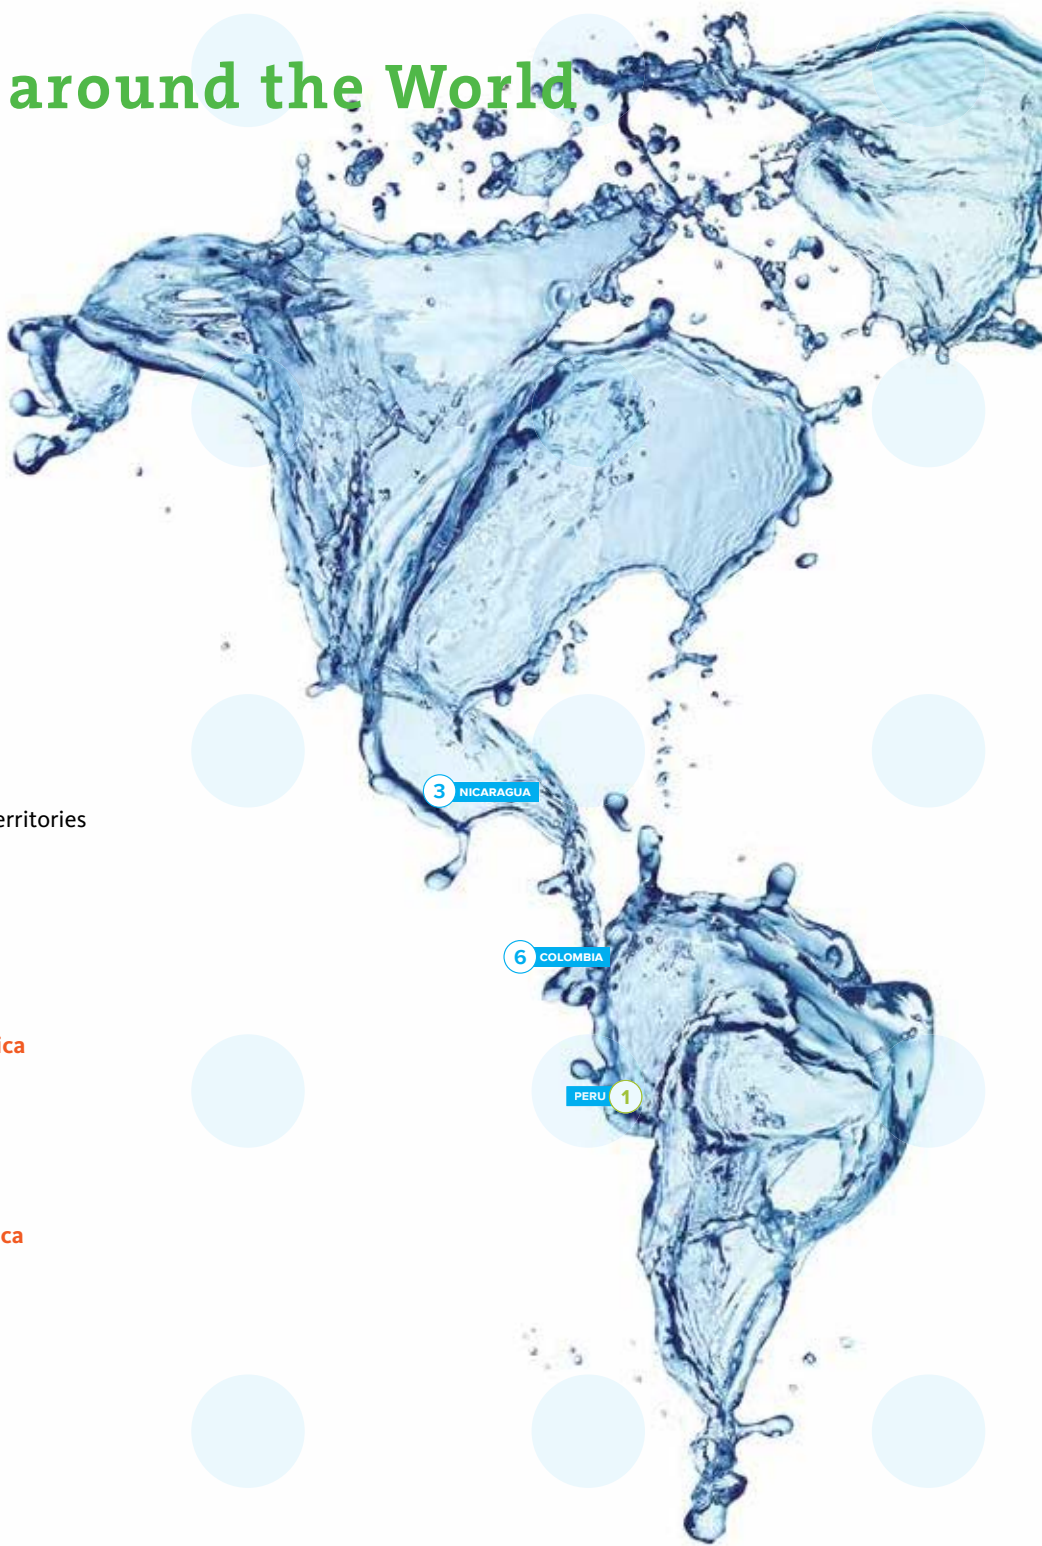 around the World
3 NICARAGUA
erritories
6 COLOMBIA
ica
PERU 1
ca